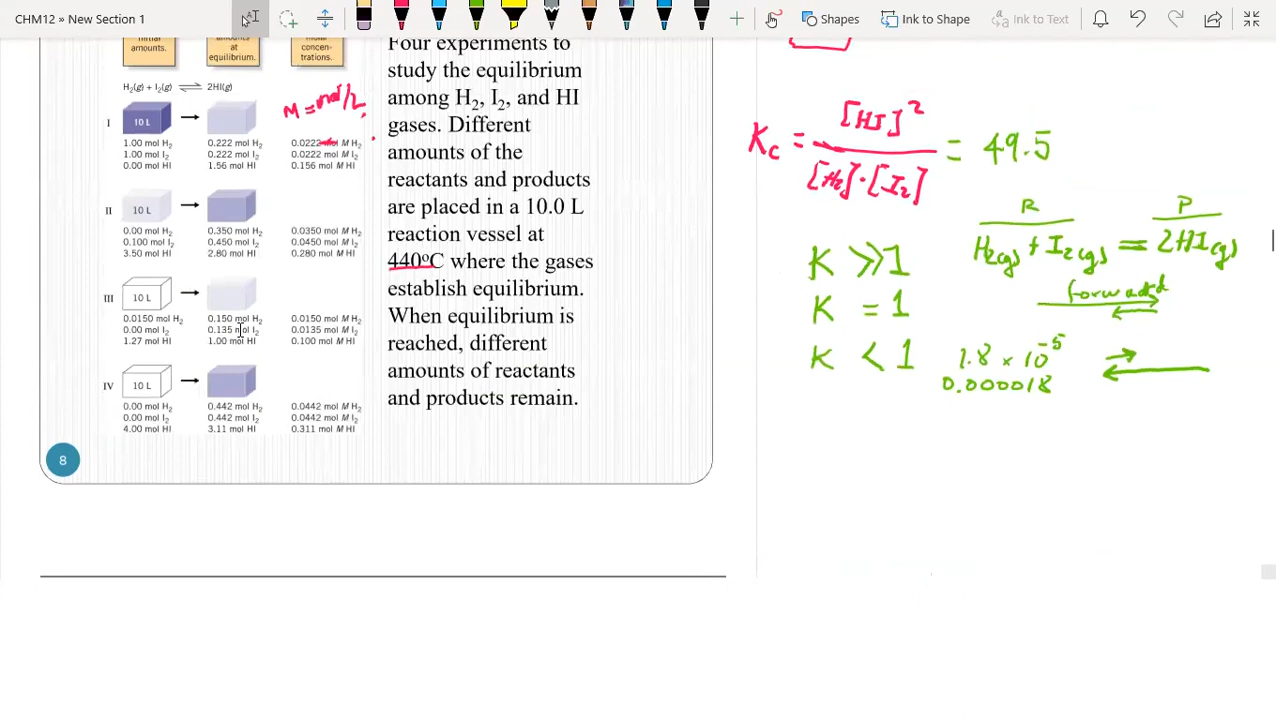 CHM12 » New Section 1
Shapes
Ink to Shape
Ink to Text
initial
amounts.
amounts
at
equilibrium.
molar
concen-
trations.
H2(g) + I2(g) ⇌ 2HI(g)
M = mol/L
I
10 L
1.00 mol H2 0.222 mol H2 0.0222 mol M H2
1.00 mol I2 0.222 mol I2 0.0222 mol M I2
0.00 mol HI 1.56 mol HI 0.156 mol M HI
II
10 L
0.00 mol H2 0.350 mol H2 0.0350 mol M H2
0.100 mol I2 0.450 mol I2 0.0450 mol M I2
3.50 mol HI 2.80 mol HI 0.280 mol M HI
III
10 L
0.0150 mol H2 0.150 mol H2 0.0150 mol M H2
0.00 mol I2 0.135 mol I2 0.0135 mol M I2
1.27 mol HI 1.00 mol HI 0.100 mol M HI
IV
10 L
0.00 mol H2 0.442 mol H2 0.0442 mol M H2
0.00 mol I2 0.442 mol I2 0.0442 mol M I2
4.00 mol HI 3.11 mol HI 0.311 mol M HI
Four experiments to
study the equilibrium
among H2, I2, and HI
gases. Different
amounts of the
reactants and products
are placed in a 10.0 L
reaction vessel at
440°C where the gases
establish equilibrium.
When equilibrium is
reached, different
amounts of reactants
and products remain.
8
Kc = [HI]² / [H2]·[I2] = 49.5
R P
H2(g) + I2(g) = 2HI(g)
forward
K ≫ 1
K = 1
K < 1
1.8 × 10⁻⁵
0.000018